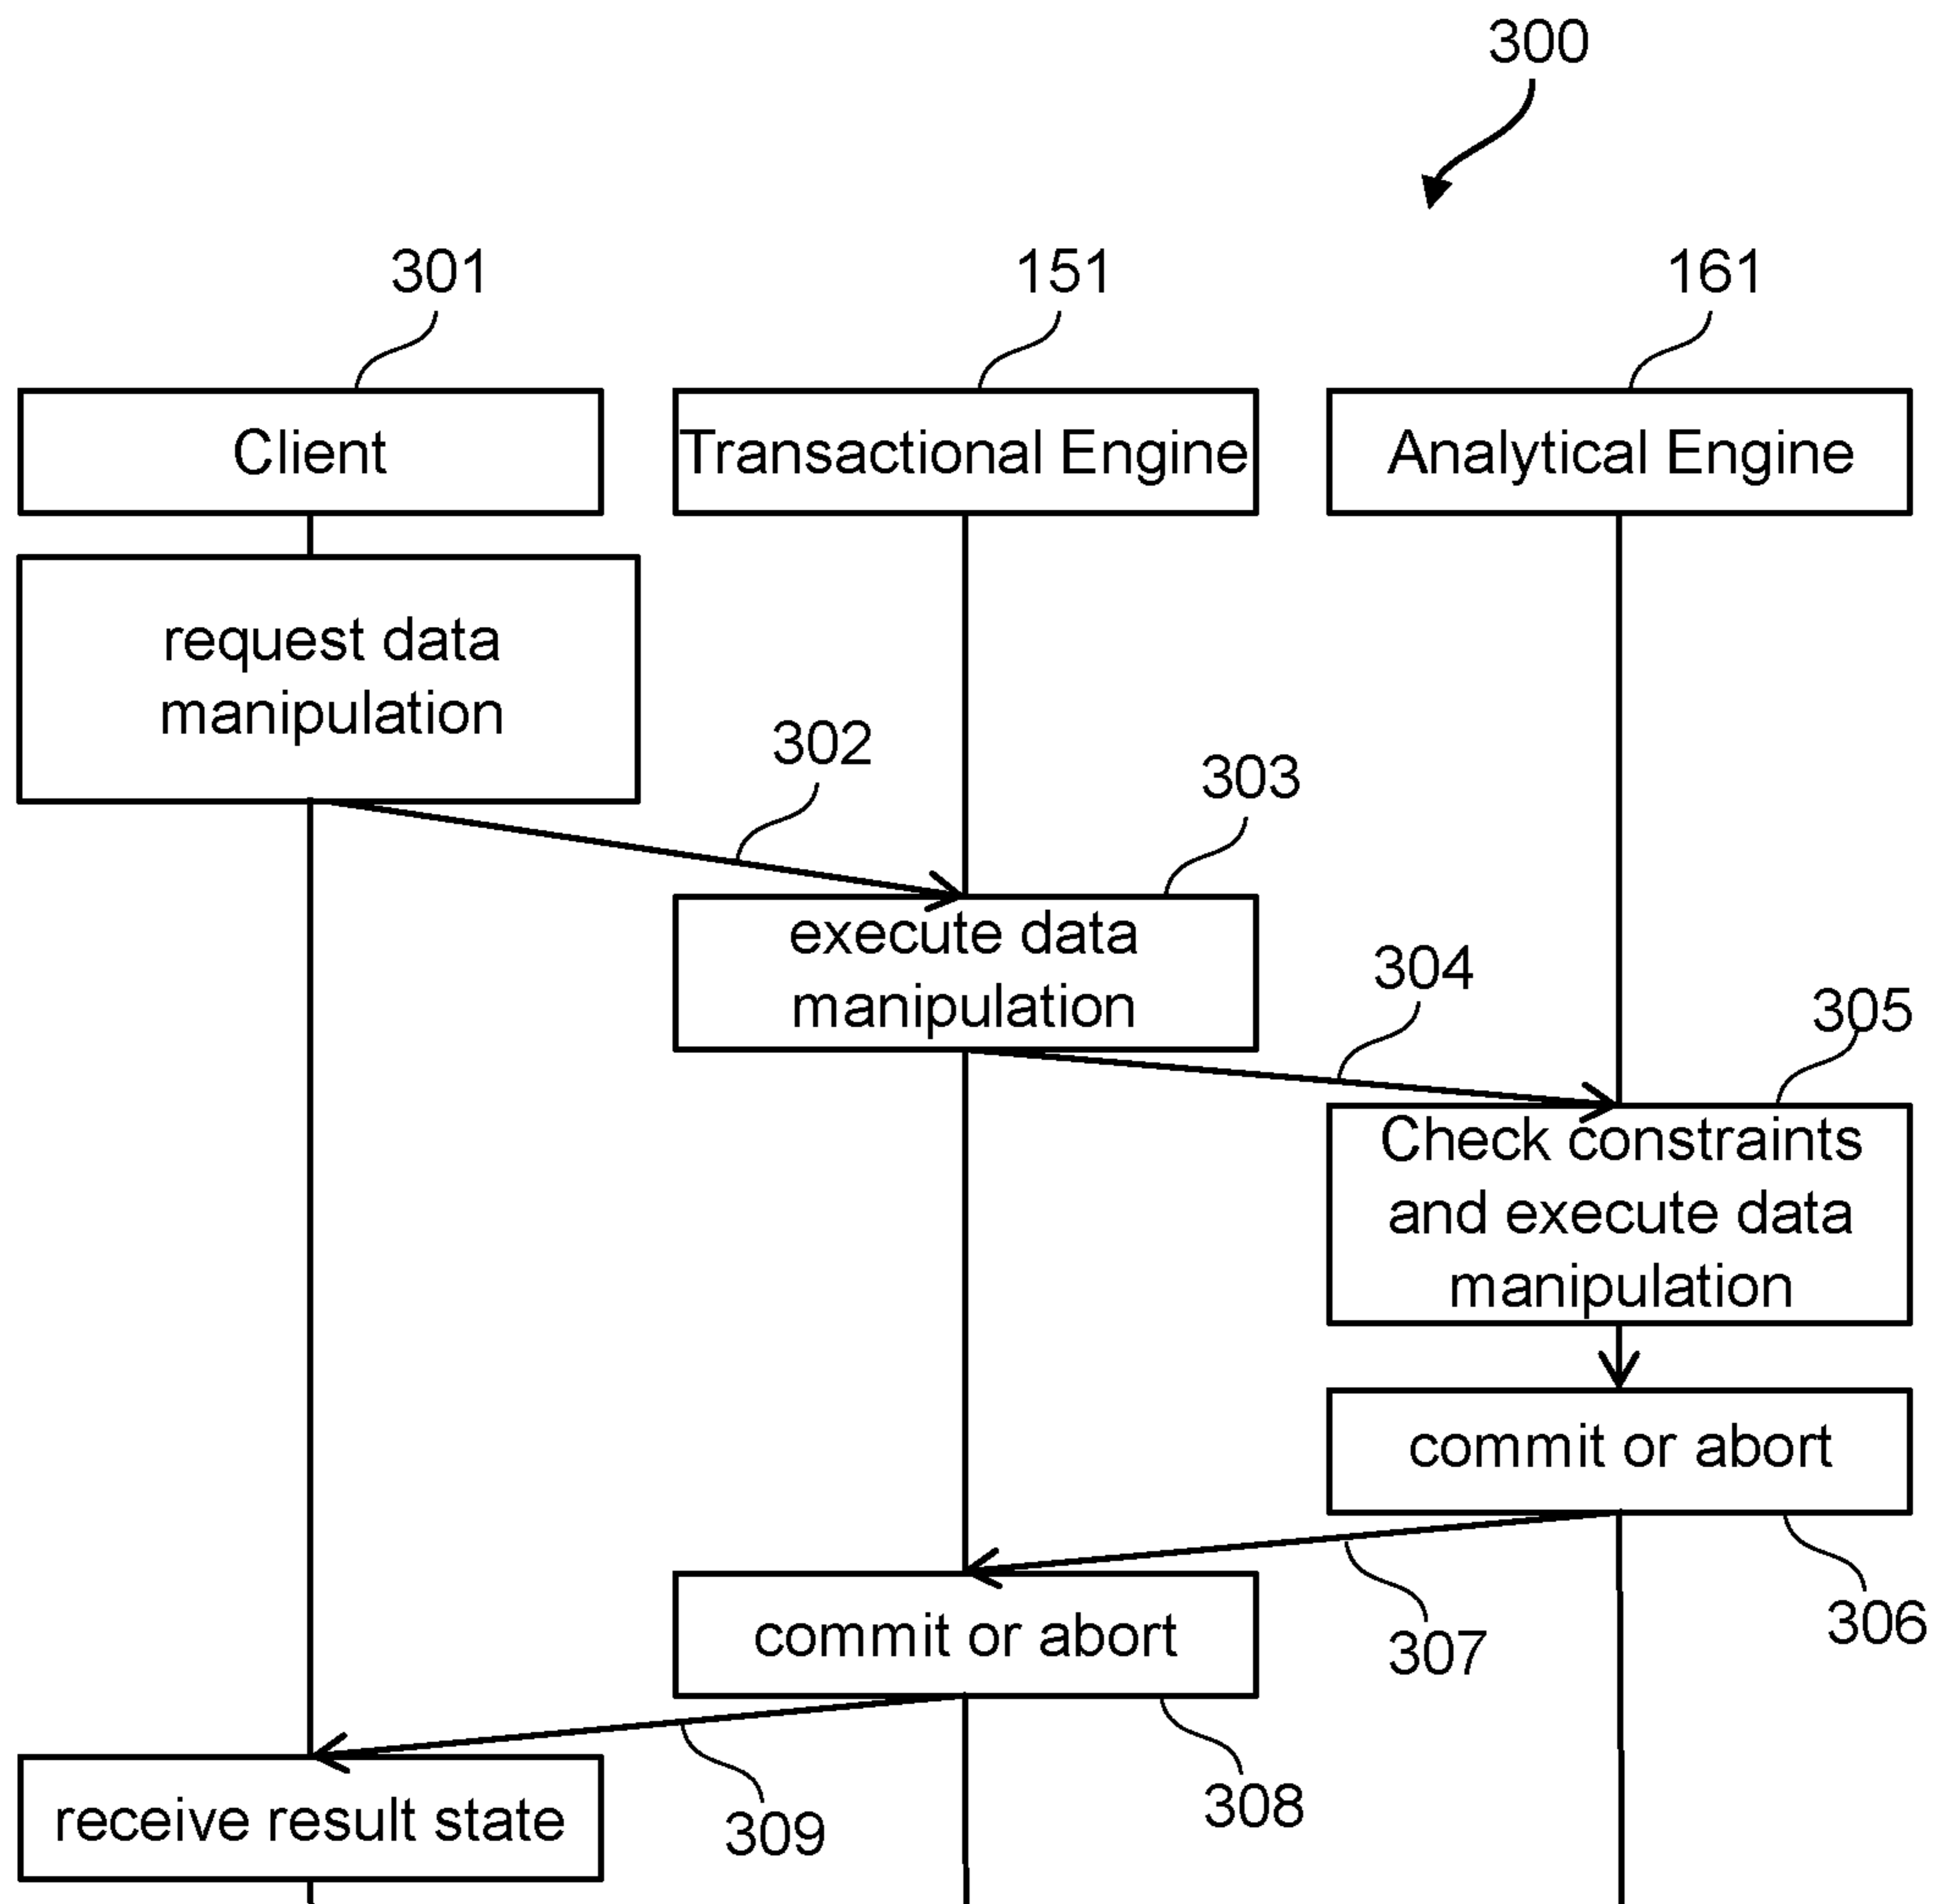 300
301
151
161
Client
Transactional Engine
Analytical Engine
request data
manipulation
302
303
execute data
manipulation
304
305
Check constraints
and execute data
manipulation
commit or abort
306
307
commit or abort
308
309
receive result state